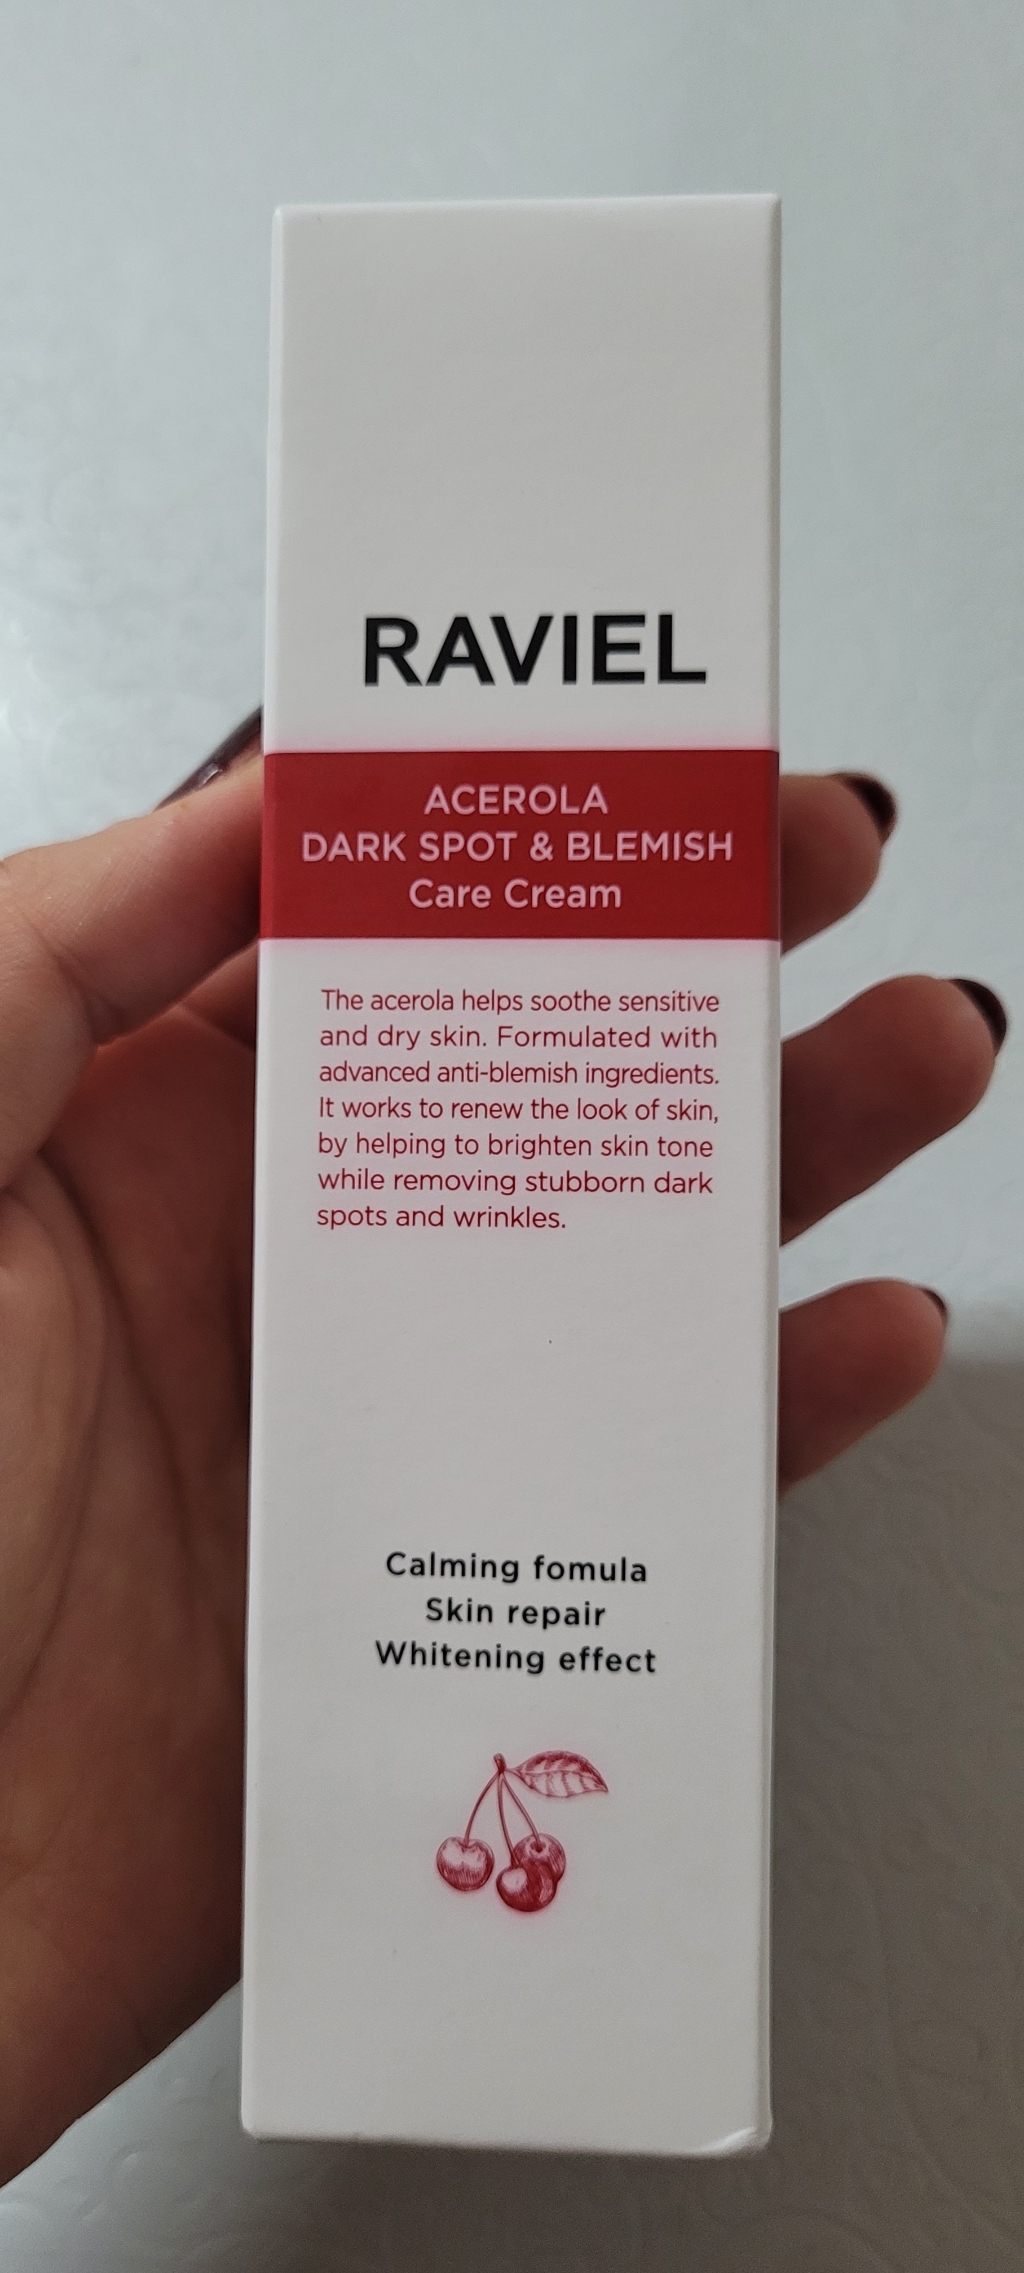 RAVIEL
ACEROLA
DARK SPOT & BLEMISH
Care Cream
The acerola helps soothe sensitive
and dry skin. Formulated with
advanced anti-blemish ingredients.
It works to renew the look of skin,
by helping to brighten skin tone
while removing stubborn dark
spots and wrinkles.
Calming fomula
Skin repair
Whitening effect